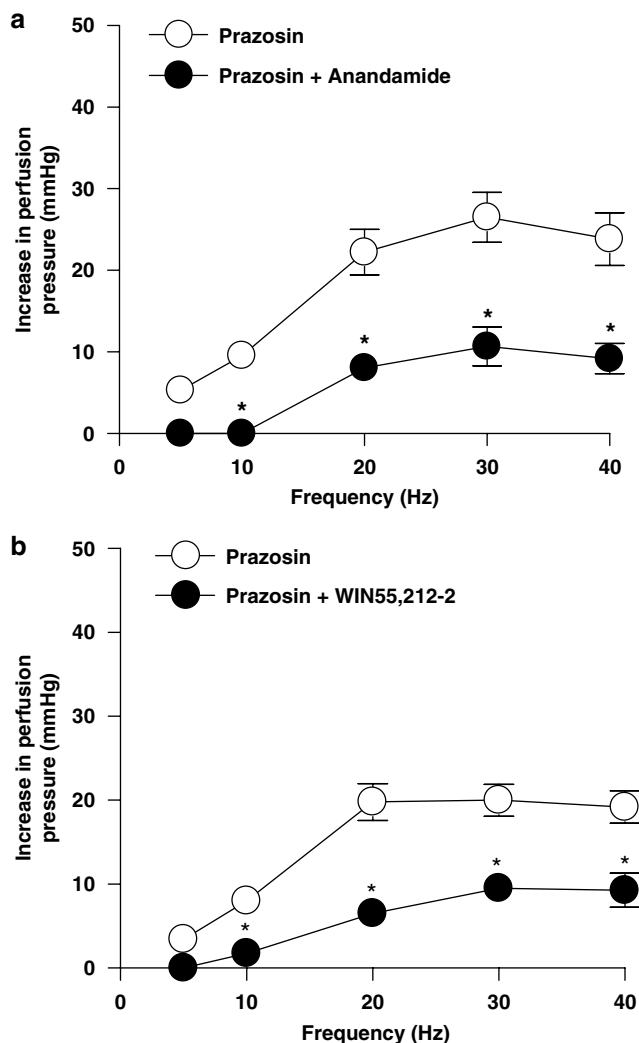 a
Prazosin
Prazosin + Anandamide
Increase in perfusion
pressure (mmHg)
50
40
30
20
10
0
*
*
*
*
0
10
20
30
40
Frequency (Hz)
b
Prazosin
Prazosin + WIN55,212-2
Increase in perfusion
pressure (mmHg)
50
40
30
20
10
0
*
*
*
*
0
10
20
30
40
Frequency (Hz)